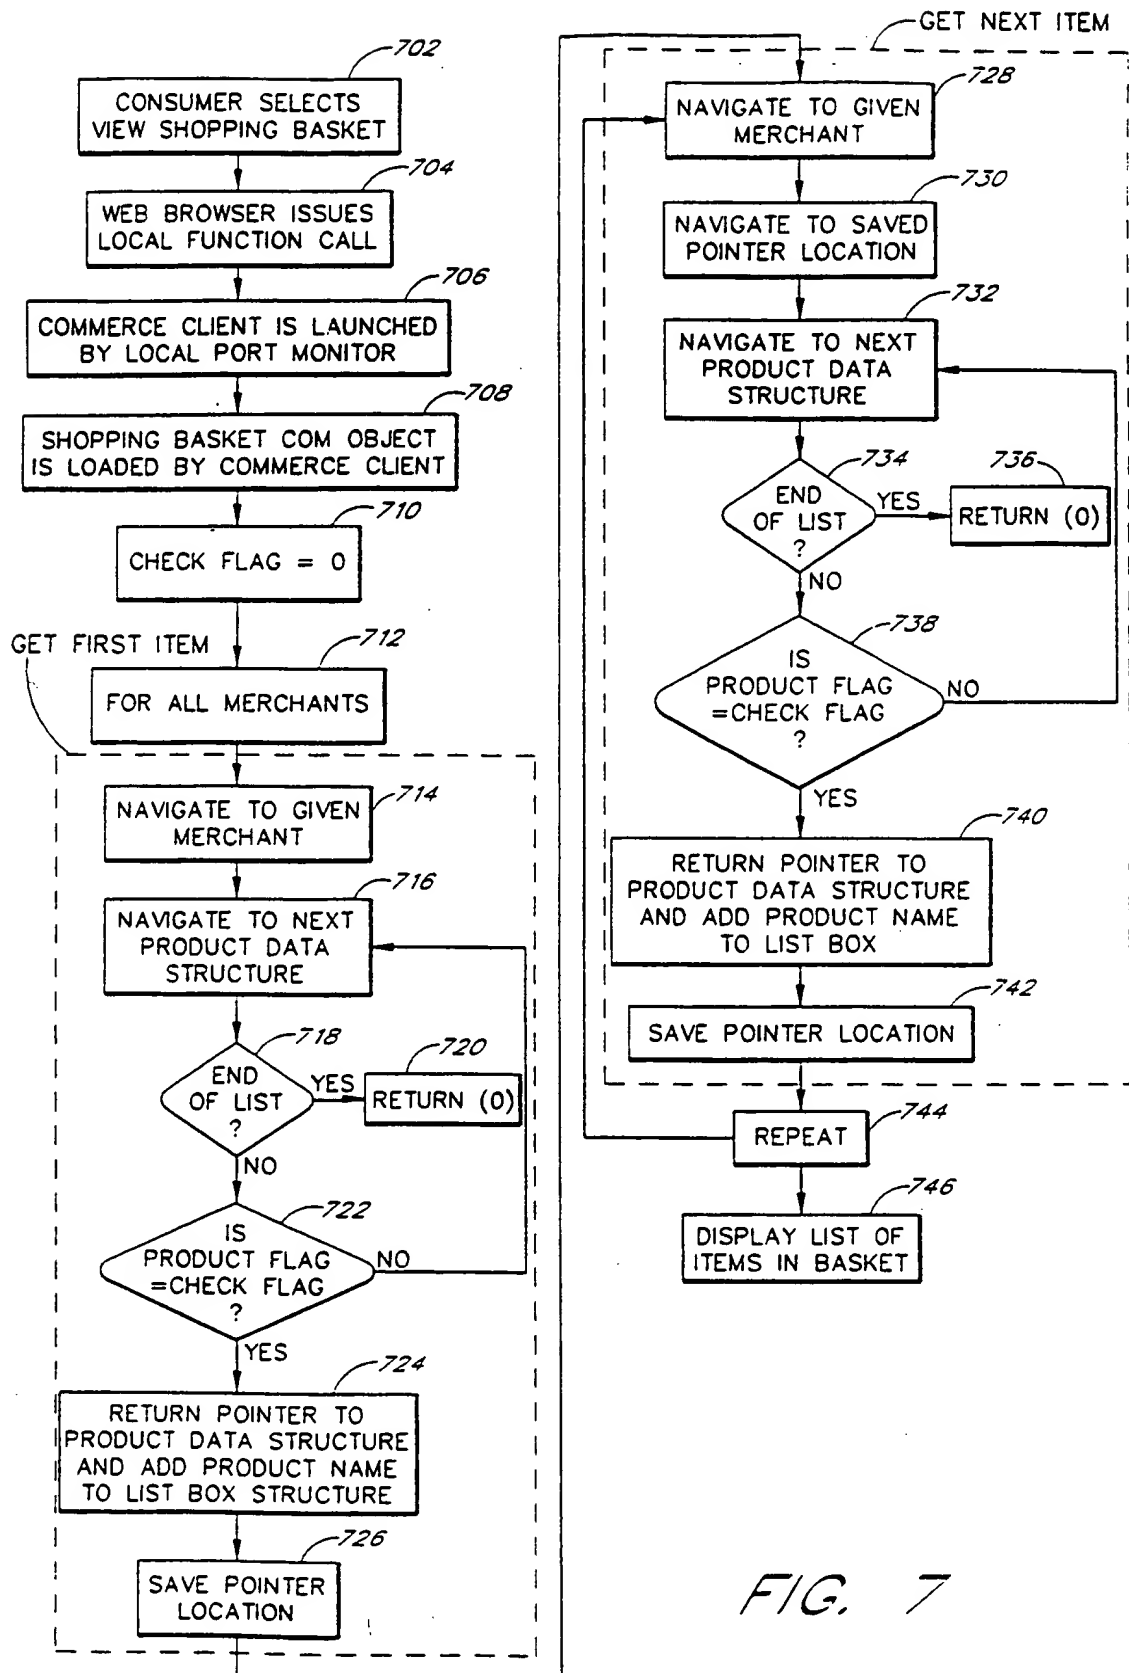 702
CONSUMER SELECTS
VIEW SHOPPING BASKET
704
WEB BROWSER ISSUES
LOCAL FUNCTION CALL
706
COMMERCE CLIENT IS LAUNCHED
BY LOCAL PORT MONITOR
708
SHOPPING BASKET COM OBJECT
IS LOADED BY COMMERCE CLIENT
710
CHECK FLAG = 0
GET FIRST ITEM
712
FOR ALL MERCHANTS
714
NAVIGATE TO GIVEN
MERCHANT
716
NAVIGATE TO NEXT
PRODUCT DATA
STRUCTURE
718
END
OF LIST
?
YES
720
RETURN (0)
NO
722
IS
PRODUCT FLAG
=CHECK FLAG
?
NO
YES
724
RETURN POINTER TO
PRODUCT DATA STRUCTURE
AND ADD PRODUCT NAME
TO LIST BOX STRUCTURE
726
SAVE POINTER
LOCATION
GET NEXT ITEM
728
NAVIGATE TO GIVEN
MERCHANT
730
NAVIGATE TO SAVED
POINTER LOCATION
732
NAVIGATE TO NEXT
PRODUCT DATA
STRUCTURE
734
END
OF LIST
?
YES
736
RETURN (0)
NO
738
IS
PRODUCT FLAG
=CHECK FLAG
?
NO
YES
740
RETURN POINTER TO
PRODUCT DATA STRUCTURE
AND ADD PRODUCT NAME
TO LIST BOX
742
SAVE POINTER LOCATION
744
REPEAT
746
DISPLAY LIST OF
ITEMS IN BASKET
FIG. 7